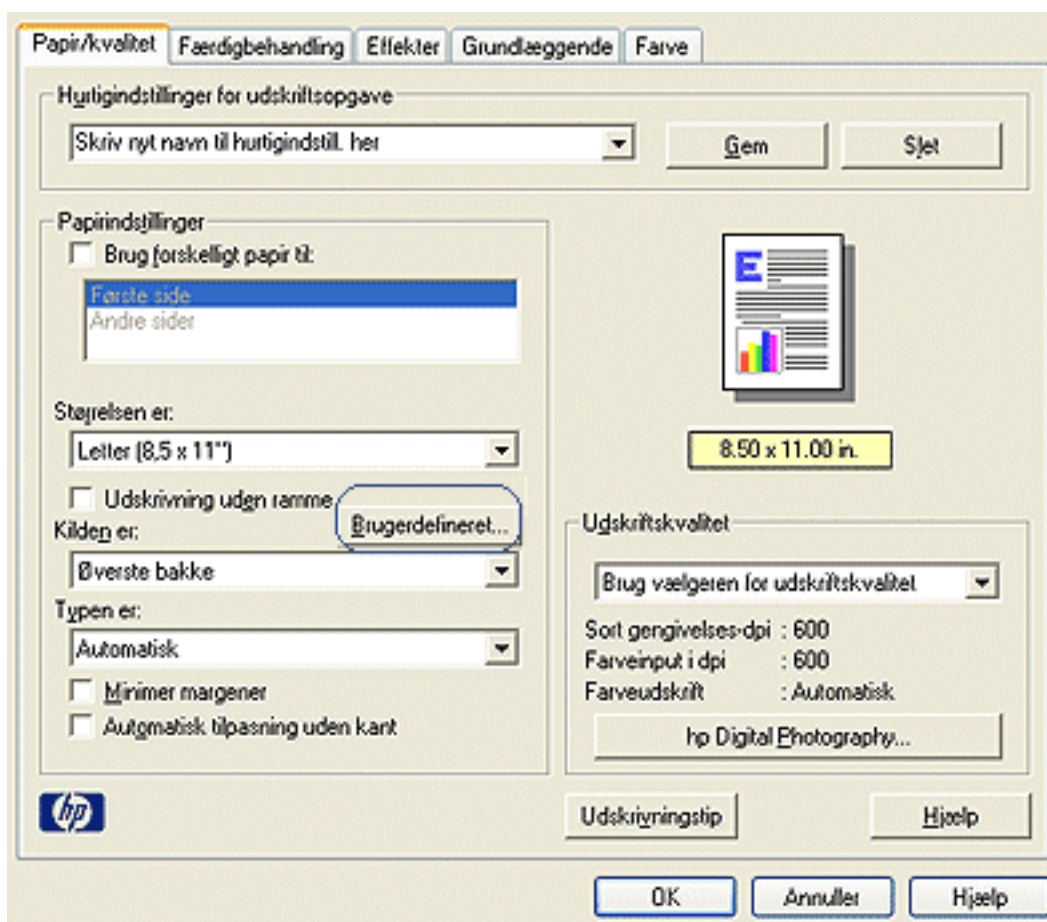 Papir/kvalitet Færdigbehandling Effekter Grundlæggende Farve
Hurtigindstillinger for udskriftsopgave
Skriv nyt navn til hurtigindstill. her Gem Slet
Papirindstillinger
Brug forskelligt papir til:
Første side
Andre sider
Størrelsen er:
Letter (8,5 x 11")
8.50 x 11.00 in.
Udskrivning uden ramme
Brugerdefineret...
Kilden er:
Øverste bakke
Typen er:
Automatisk
Minimer margener
Automatisk tilpasning uden kant
Udskriftskvalitet
Brug vælgeren for udskriftskvalitet
Sort gengivelses-dpi : 600
Farveinput i dpi : 600
Farveudskrift : Automatisk
hp Digital Photography...
hp
Udskrivningstip Hjælp
OK Annuller Hjælp